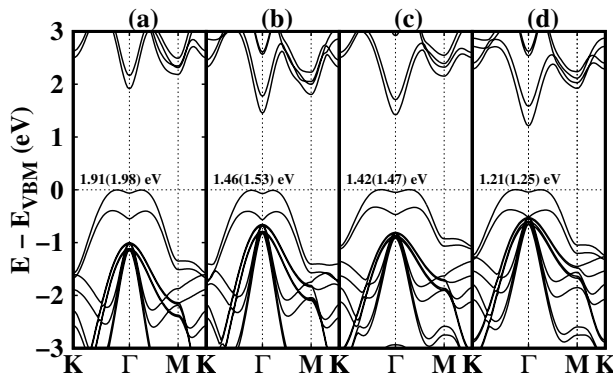 (a) (b) (c) (d)
E − E_VBM (eV)
3
2
1
0
−1
−2
−3
1.91(1.98) eV 1.46(1.53) eV 1.42(1.47) eV 1.21(1.25) eV
K Γ M K Γ M K Γ M K Γ M K